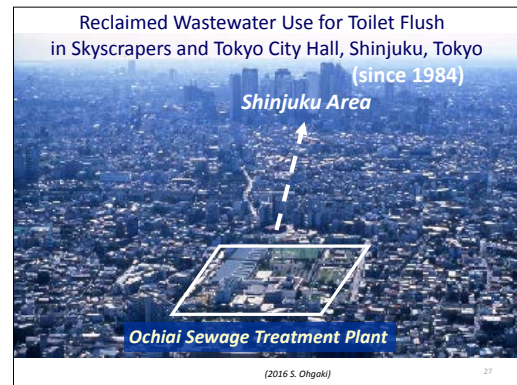 Reclaimed Wastewater Use for Toilet Flush
in Skyscrapers and Tokyo City Hall, Shinjuku, Tokyo
(since 1984)
Shinjuku Area
Ochiai Sewage Treatment Plant
(2016 S. Ohgaki)
27